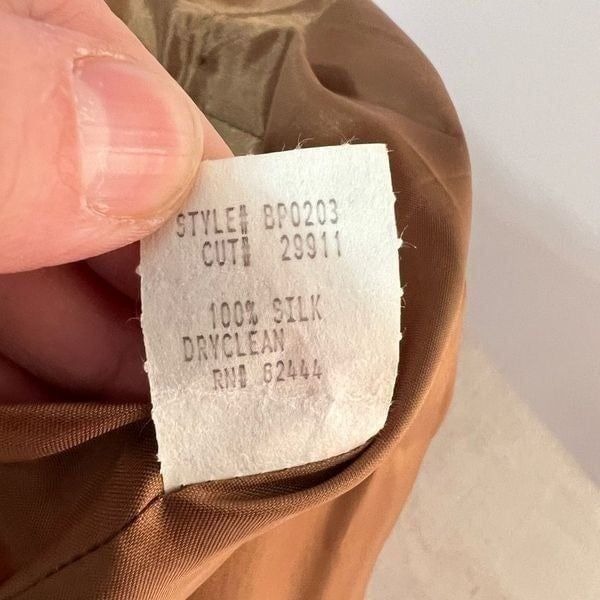 STYLE# BP0203
CUT# 29911
100% SILK
DRYCLEAN
RN# 62444